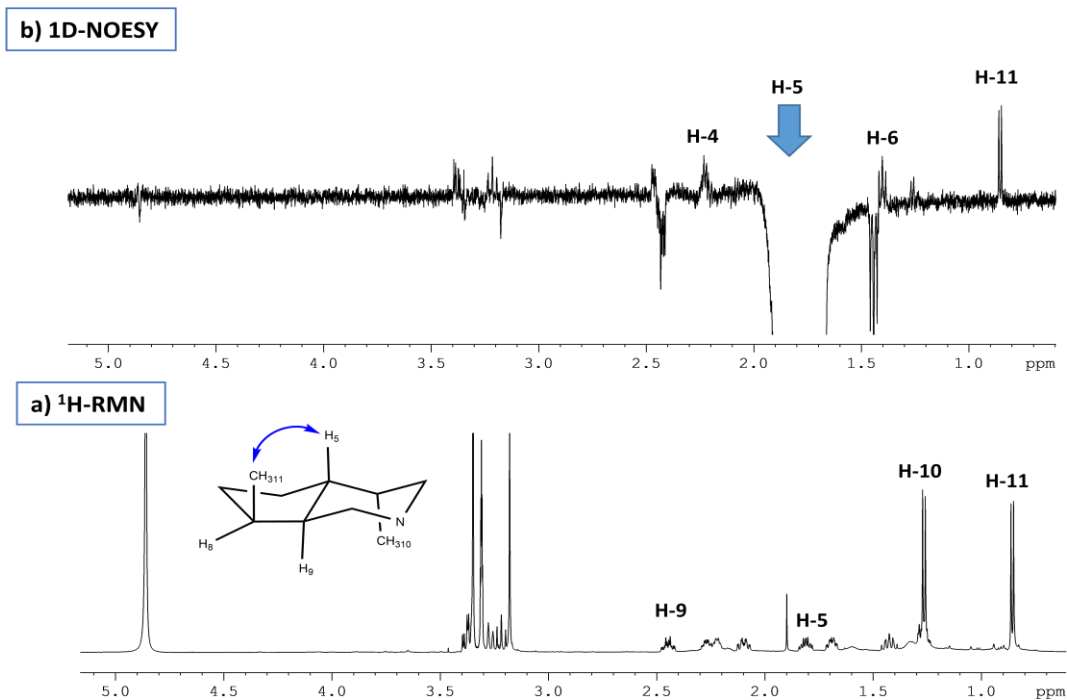 b) 1D-NOESY
H-11
H-5
H-4
H-6
5.0 4.5 4.0 3.5 3.0 2.5 2.0 1.5 1.0 ppm
a) ¹H-RMN
H₅
CH₃11
H-10
H-11
N
H₈
CH₃10
H₉
H-9
H-5
5.0 4.5 4.0 3.5 3.0 2.5 2.0 1.5 1.0 ppm